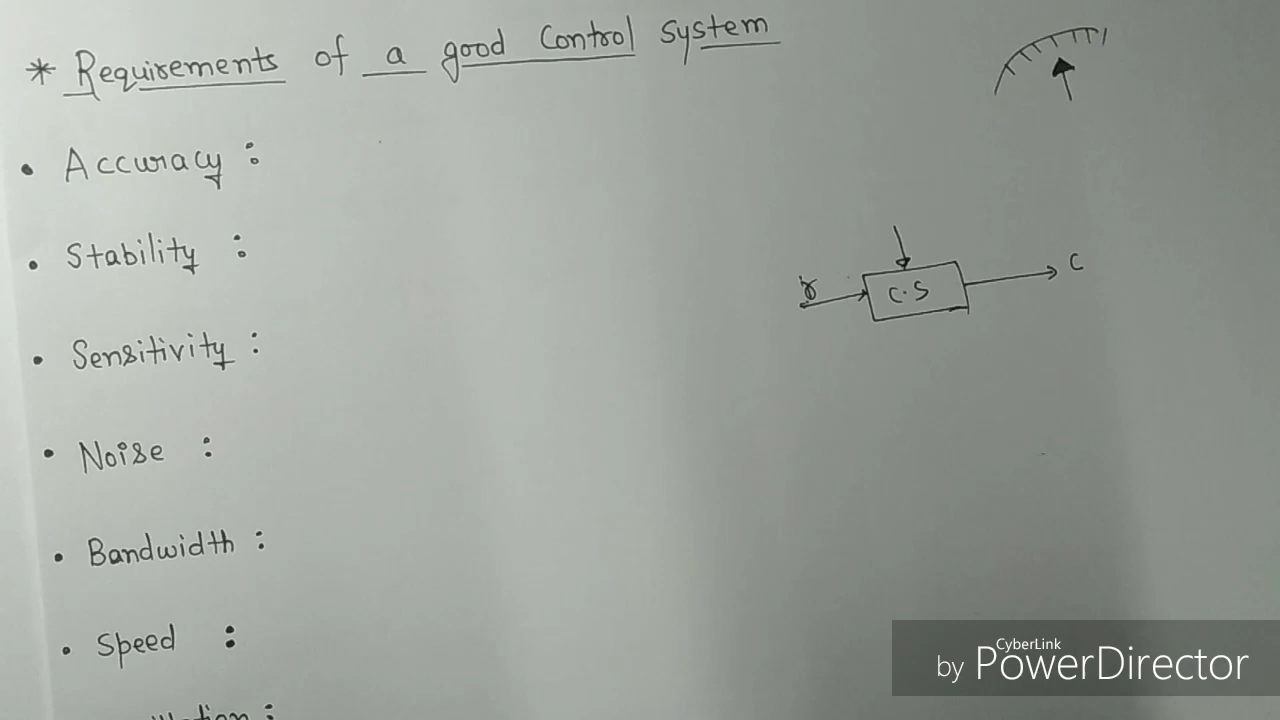 * Requirements of a good Control system
• Accuracy :
• Stability :
r
C.S
C
• Sensitivity :
• Noise :
• Bandwidth :
• Speed :
CyberLink
by PowerDirector